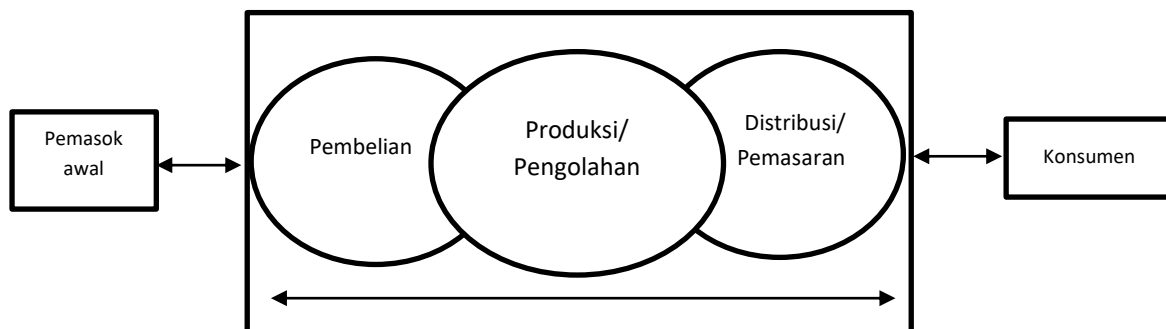 Pemasok
awal
Pembelian
Produksi/
Pengolahan
Distribusi/
Pemasaran
Konsumen